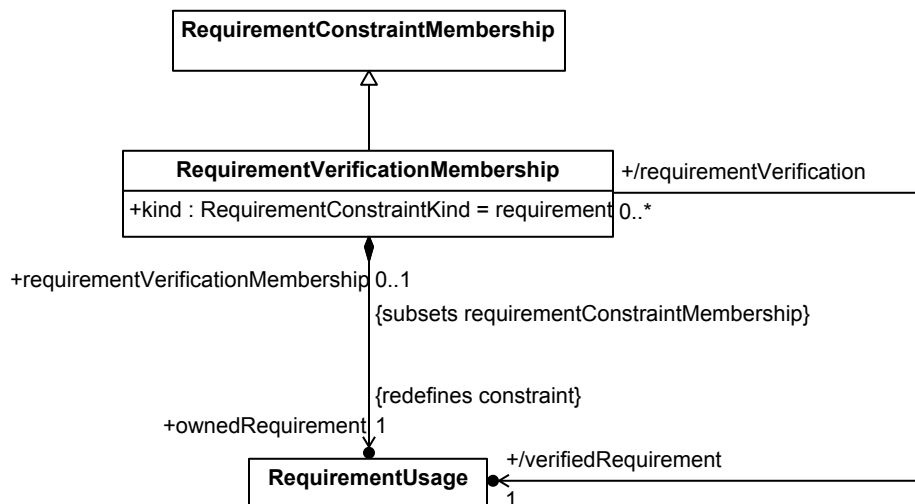 RequirementConstraintMembership
RequirementVerificationMembership
+/requirementVerification
+kind : RequirementConstraintKind = requirement
0..*
+requirementVerificationMembership 0..1
{subsets requirementConstraintMembership}
{redefines constraint}
+ownedRequirement 1
+/verifiedRequirement
RequirementUsage
1